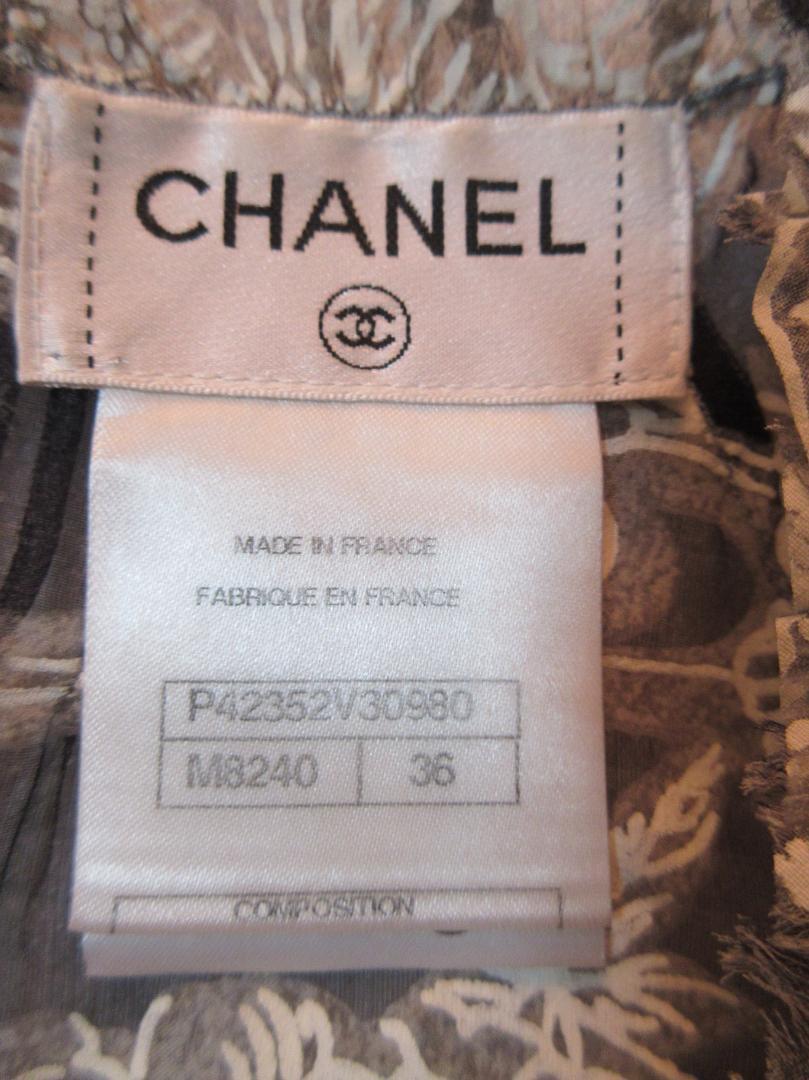 CHANEL
MADE IN FRANCE
FABRIQUE EN FRANCE
P42352V30980
M8240 36
COMPOSITION